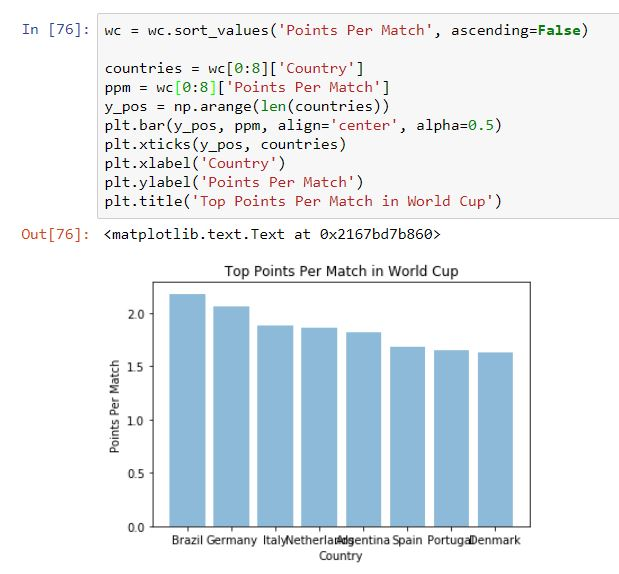 In [76]: wc = wc.sort_values('Points Per Match', ascending=False)
countries = wc[0:8]['Country']
ppm = wc[0:8]['Points Per Match']
y_pos = np.arange(len(countries))
plt.bar(y_pos, ppm, align='center', alpha=0.5)
plt.xticks(y_pos, countries)
plt.xlabel('Country')
plt.ylabel('Points Per Match')
plt.title('Top Points Per Match in World Cup')
Out[76]: <matplotlib.text.Text at 0x2167bd7b860>
Top Points Per Match in World Cup
Points Per Match
2.0
1.5
1.0
0.5
0.0
Brazil Germany Italy Netherlands Argentina Spain Portugal Denmark
Country